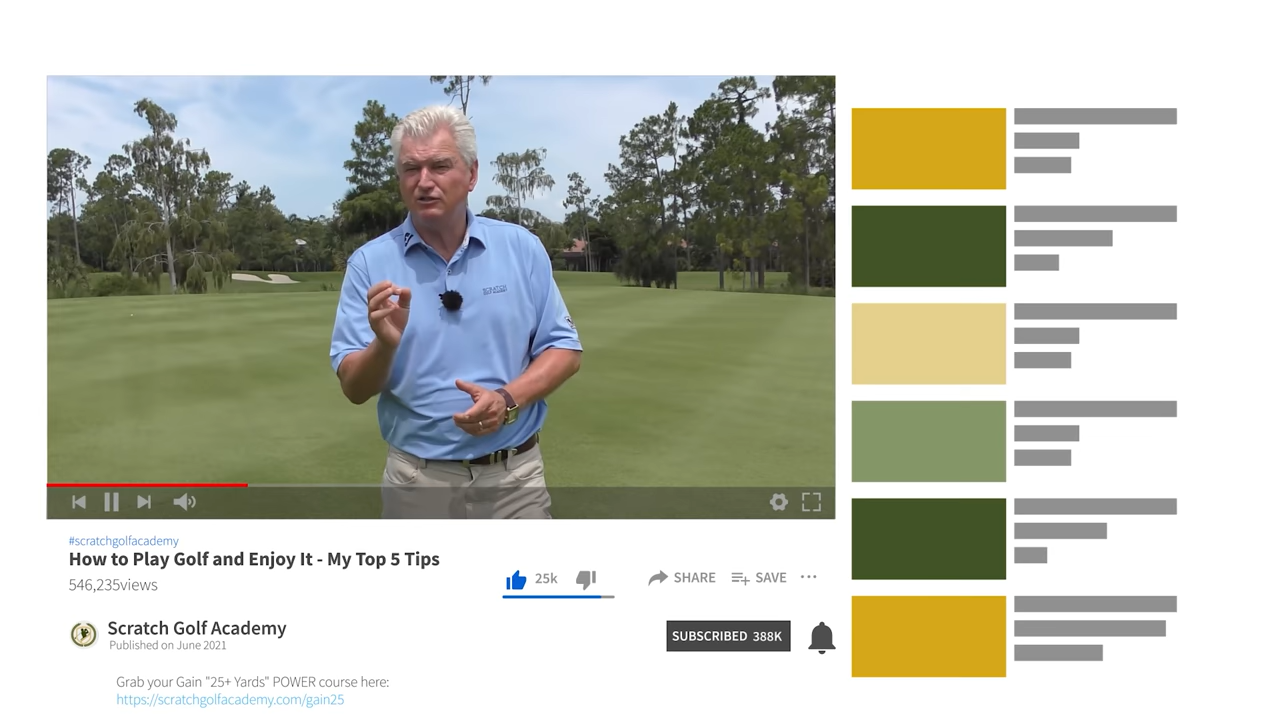 SCRATCH
#scratchgolfacademy
How to Play Golf and Enjoy It - My Top 5 Tips
546,235views
25k
SHARE
SAVE
Scratch Golf Academy
Published on June 2021
SUBSCRIBED 388K
Grab your Gain "25+ Yards" POWER course here:
https://scratchgolfacademy.com/gain25